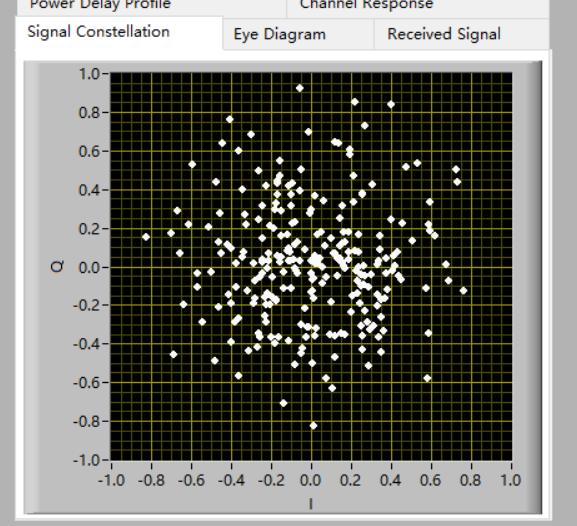 Power Delay Profile
Channel Response
Signal Constellation
Eye Diagram
Received Signal
1.0
0.8
0.6
0.4
0.2
0.0
-0.2
-0.4
-0.6
-0.8
-1.0
Q
-1.0 -0.8 -0.6 -0.4 -0.2 0.0 0.2 0.4 0.6 0.8 1.0
I